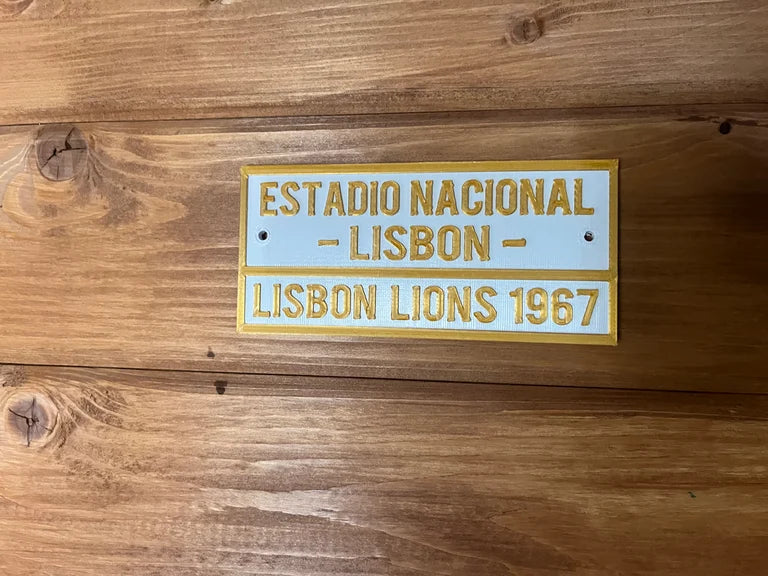 ESTADIO NACIONAL
- LISBON -
LISBON LIONS 1967